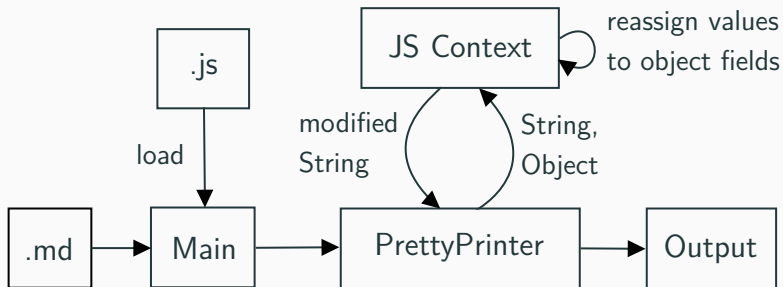 .js
JS Context
reassign values
to object fields
load
modified
String
String,
Object
.md
Main
PrettyPrinter
Output